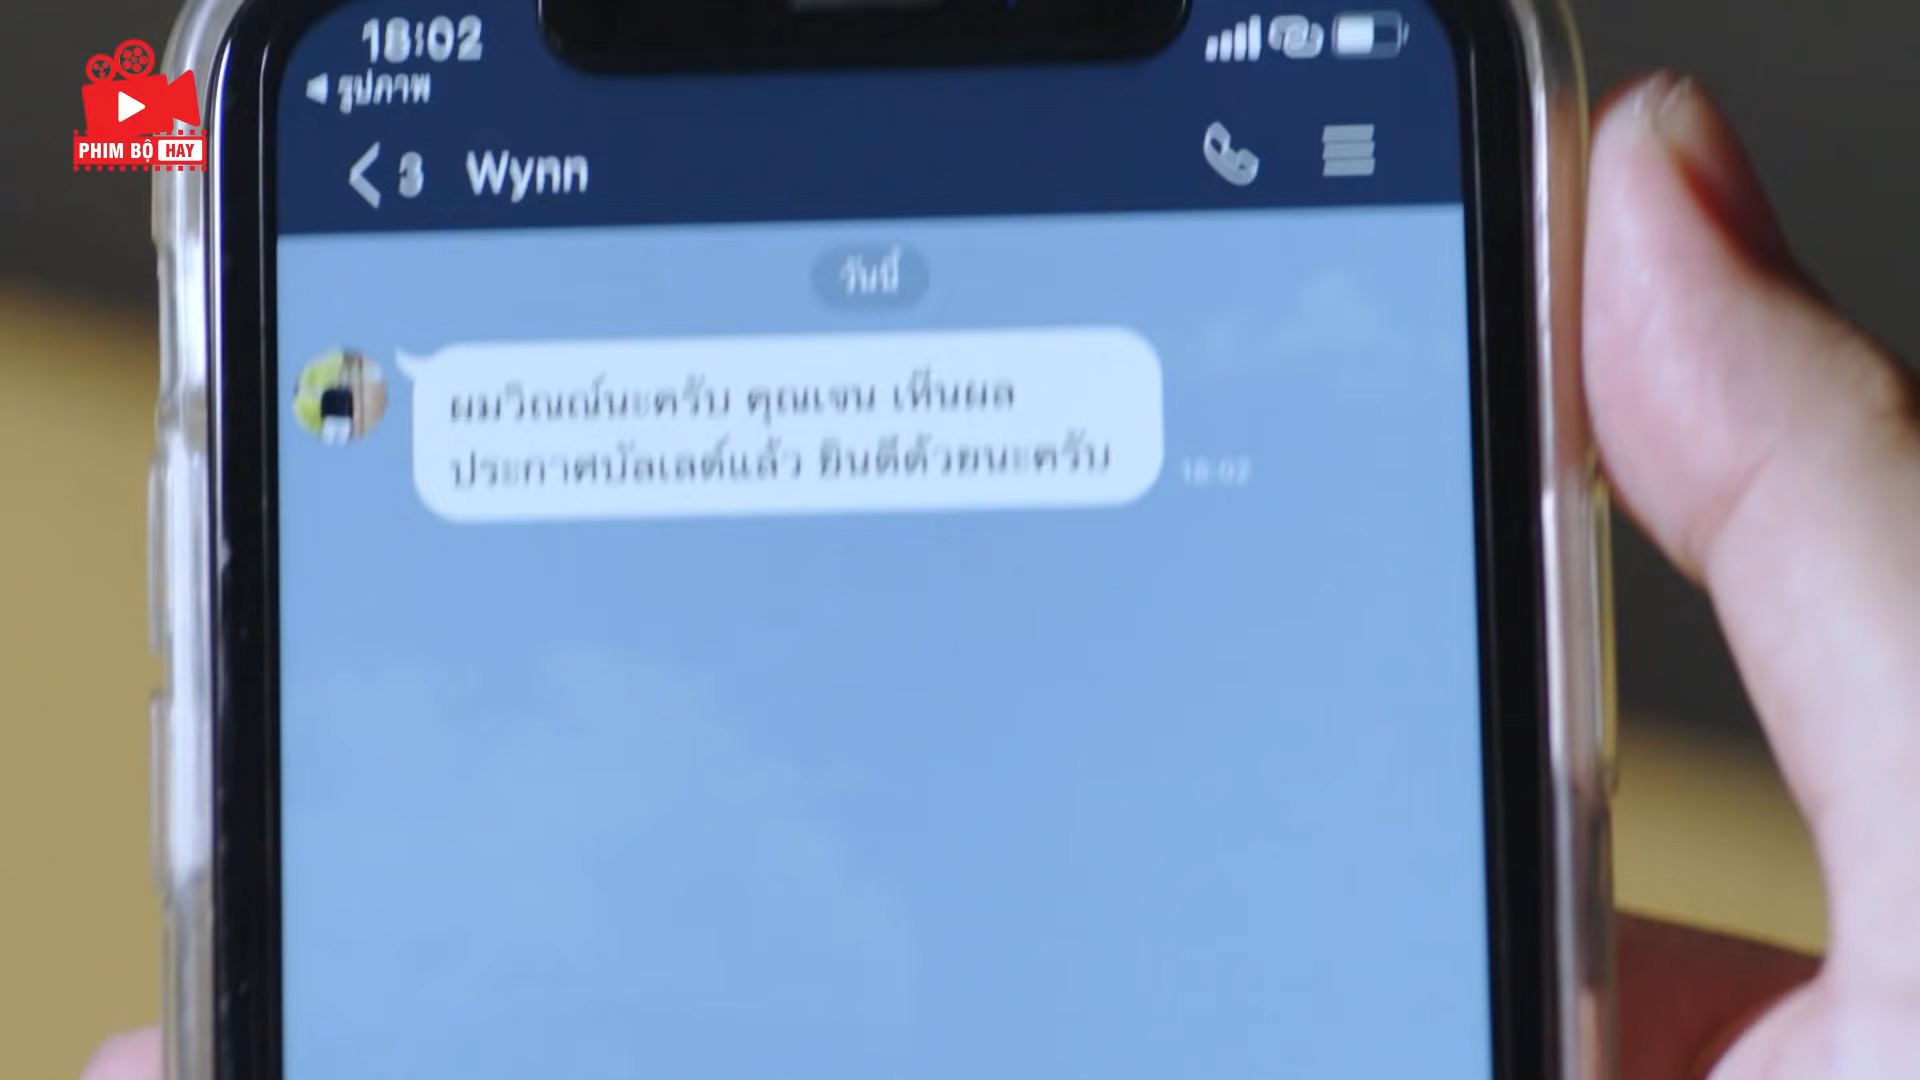 18:02
รูปภาพ
PHIM BỘ HAY
3 Wynn
วันนี้
ผมวิณณ์นะครับ คุณเจน เห็นผล
ประกาศบัลเลต์แล้ว ยินดีด้วยนะครับ
18:02